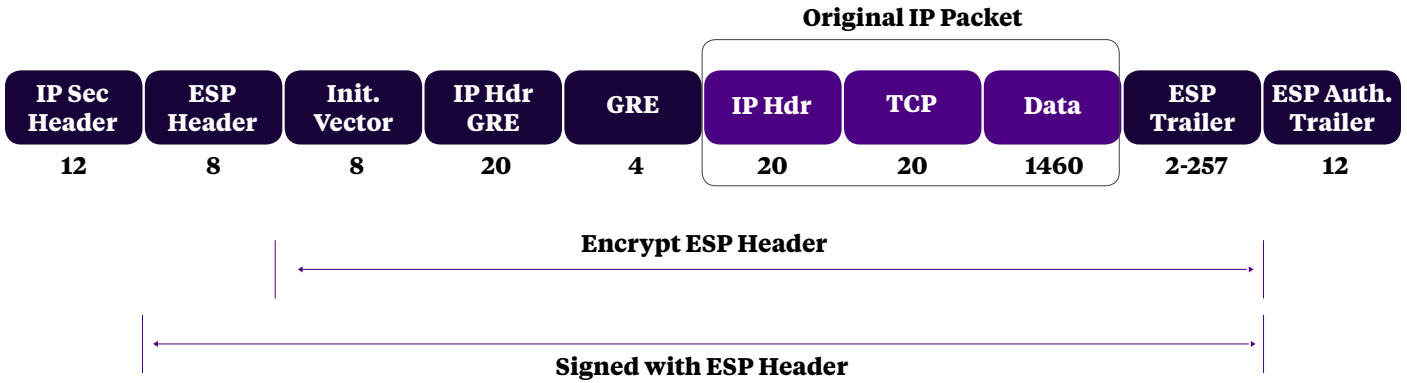 Original IP Packet
IP Sec
Header
ESP
Header
Init.
Vector
IP Hdr
GRE
GRE
IP Hdr
TCP
Data
ESP
Trailer
ESP Auth.
Trailer
12
8
8
20
4
20
20
1460
2-257
12
Encrypt ESP Header
Signed with ESP Header